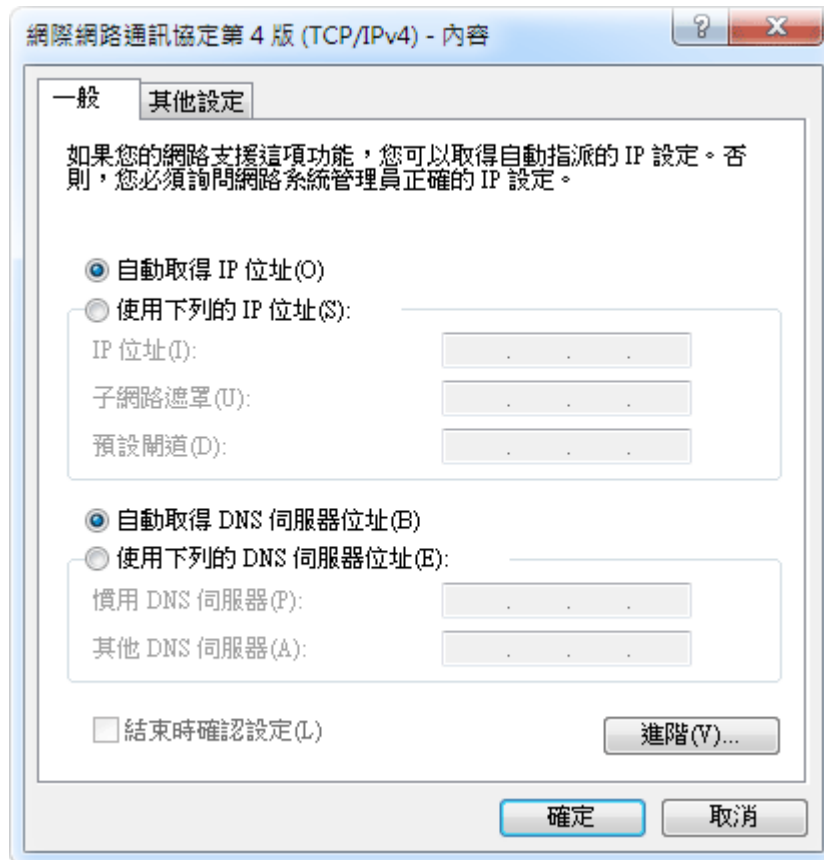 網際網路通訊協定第 4 版 (TCP/IPv4) - 內容
一般
其他設定
如果您的網路支援這項功能，您可以取得自動指派的 IP 設定。否
則，您必須詢問網路系統管理員正確的 IP 設定。
自動取得 IP 位址(O)
使用下列的 IP 位址(S):
IP 位址(I):
子網路遮罩(U):
預設閘道(D):
自動取得 DNS 伺服器位址(B)
使用下列的 DNS 伺服器位址(E):
慣用 DNS 伺服器(P):
其他 DNS 伺服器(A):
結束時確認設定(L)
進階(V)...
確定
取消